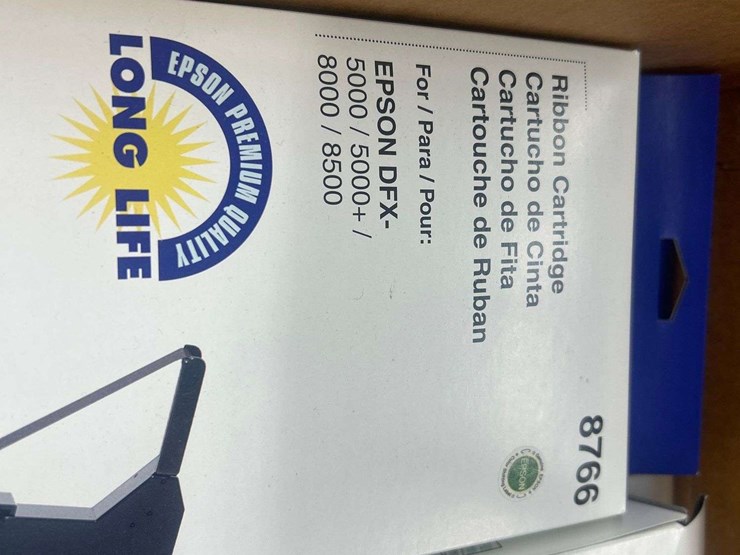 8766
Ribbon Cartridge
Cartucho de Cinta
Cartucho de Fita
Cartouche de Ruban
For / Para / Pour:
EPSON DFX-
5000 / 5000+ /
8000 / 8500
EPSON PREMIUM QUALITY
LONG LIFE
EPSON